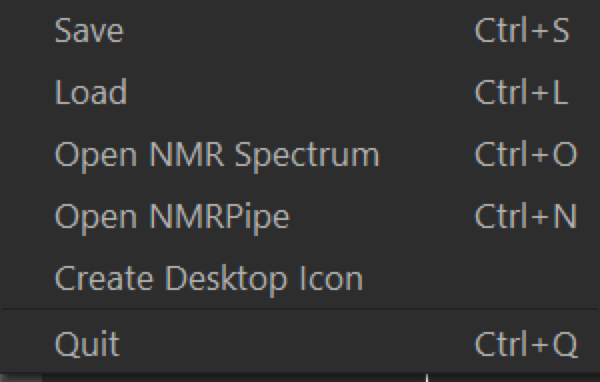 Save Ctrl+S
Load Ctrl+L
Open NMR Spectrum Ctrl+O
Open NMRPipe Ctrl+N
Create Desktop Icon
Quit Ctrl+Q